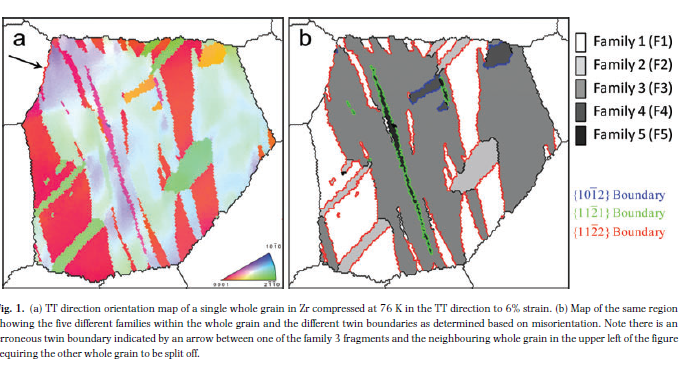 a
b
Family 1 (F1)
Family 2 (F2)
Family 3 (F3)
Family 4 (F4)
Family 5 (F5)
{101̄2} Boundary
{112̄1} Boundary
{112̄2} Boundary
101̄0
0001
21̄1̄0
ig. 1. (a) TT direction orientation map of a single whole grain in Zr compressed at 76 K in the TT direction to 6% strain. (b) Map of the same region
howing the five different families within the whole grain and the different twin boundaries as determined based on misorientation. Note there is an
rroneous twin boundary indicated by an arrow between one of the family 3 fragments and the neighbouring whole grain in the upper left of the figure
equiring the other whole grain to be split off.